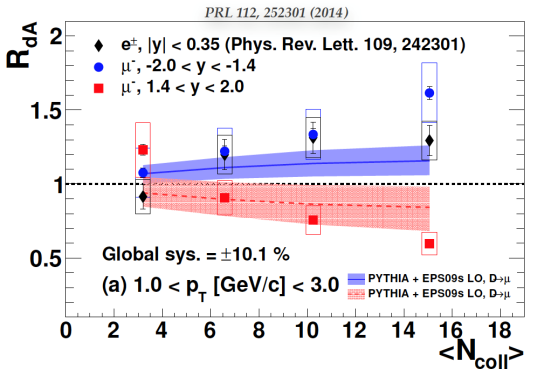 PRL 112, 252301 (2014)
R_dA
2
1.5
1
0.5
e±, |y| < 0.35 (Phys. Rev. Lett. 109, 242301)
μ-, -2.0 < y < -1.4
μ-, 1.4 < y < 2.0
Global sys. = ±10.1 %
(a) 1.0 < p_T [GeV/c] < 3.0
PYTHIA + EPS09s LO, D→μ
PYTHIA + EPS09s LO, D→μ
0 2 4 6 8 10 12 14 16 18
<N_coll>